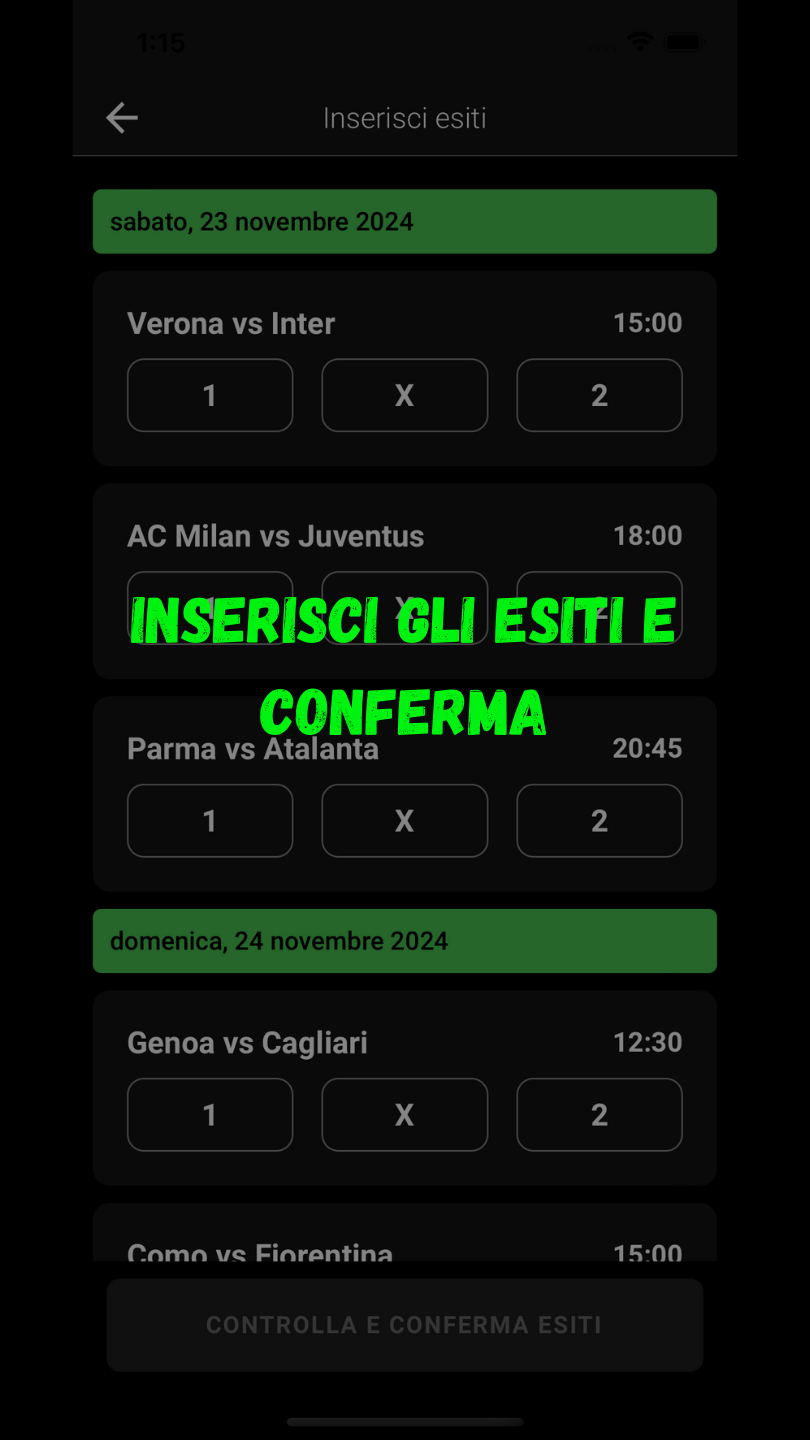 1:15
Inserisci esiti
sabato, 23 novembre 2024
Verona vs Inter 15:00
1 X 2
AC Milan vs Juventus 18:00
1 X 2
INSERISCI GLI ESITI E
CONFERMA
Parma vs Atalanta 20:45
1 X 2
domenica, 24 novembre 2024
Genoa vs Cagliari 12:30
1 X 2
Como vs Fiorentina 15:00
CONTROLLA E CONFERMA ESITI